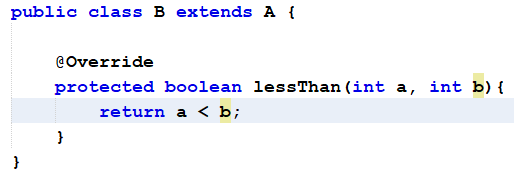 public class B extends A {
@Override
protected boolean lessThan(int a, int b){
return a < b;
}
}